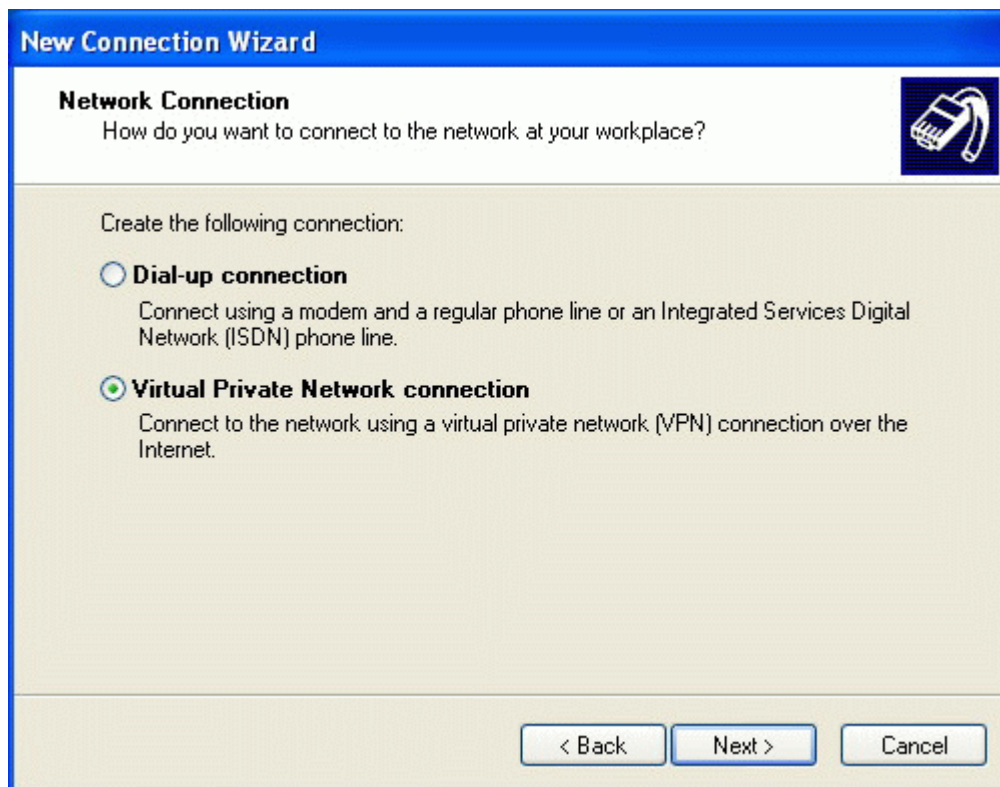 New Connection Wizard
Network Connection
How do you want to connect to the network at your workplace?
Create the following connection:
Dial-up connection
Connect using a modem and a regular phone line or an Integrated Services Digital
Network (ISDN) phone line.
Virtual Private Network connection
Connect to the network using a virtual private network (VPN) connection over the
Internet.
< Back
Next >
Cancel